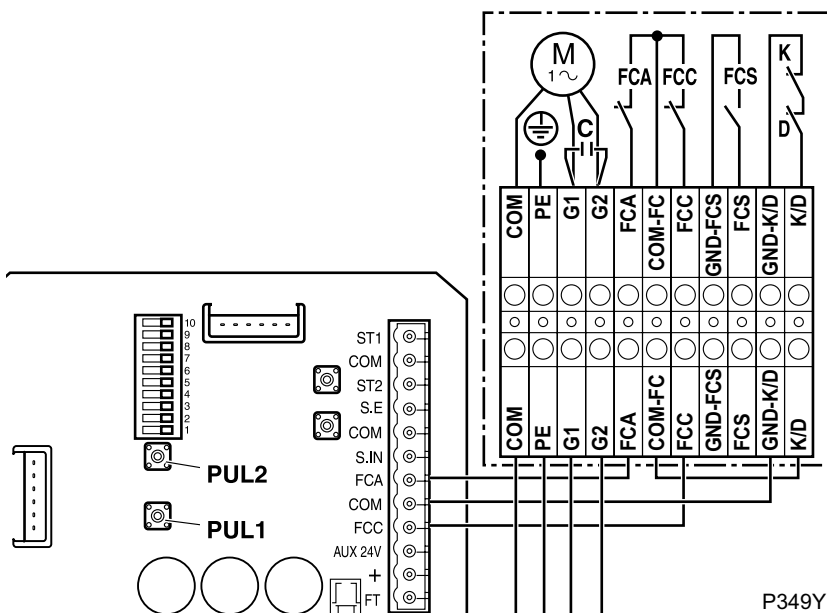 M
1~
FCA
FCC
FCS
K
D
C
COM
PE
G1
G2
FCA
COM-FC
FCC
GND-FCS
FCS
GND-K/D
K/D
COM
PE
G1
G2
FCA
COM-FC
FCC
GND-FCS
FCS
GND-K/D
K/D
10
9
8
7
6
5
4
3
2
1
PUL2
PUL1
ST1
COM
ST2
S.E
COM
S.IN
FCA
COM
FCC
AUX 24V
+
FT
P349Y